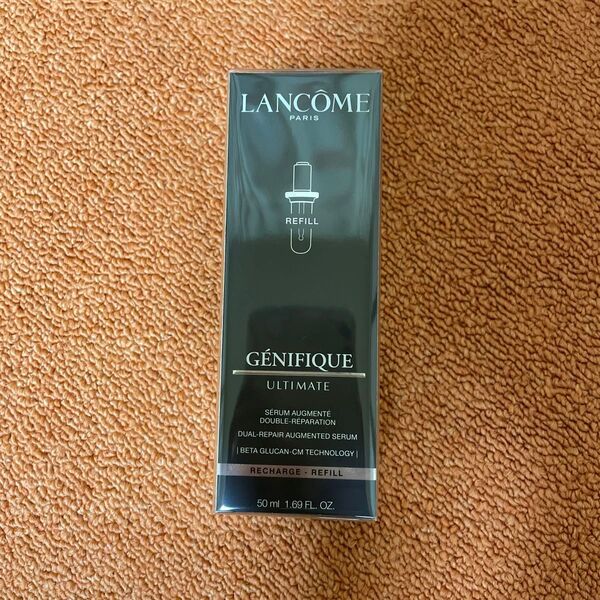 LANCÔME
PARIS
REFILL
GÉNIFIQUE
ULTIMATE
SÉRUM AUGMENTÉ
DOUBLE-RÉPARATION
DUAL-REPAIR AUGMENTED SERUM
| BETA GLUCAN-CM TECHNOLOGY |
RECHARGE - REFILL
50 ml 1.69 FL. OZ.